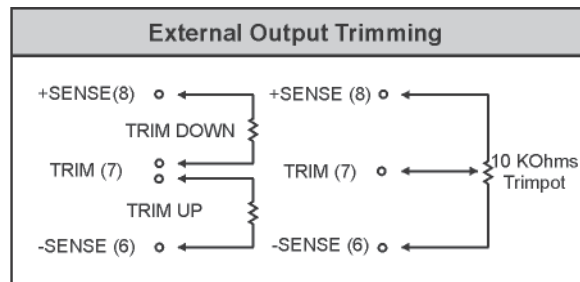 External Output Trimming
+SENSE(8)
TRIM DOWN
TRIM (7)
TRIM UP
-SENSE (6)
+SENSE (8)
TRIM (7)
10 KOhms
Trimpot
-SENSE (6)